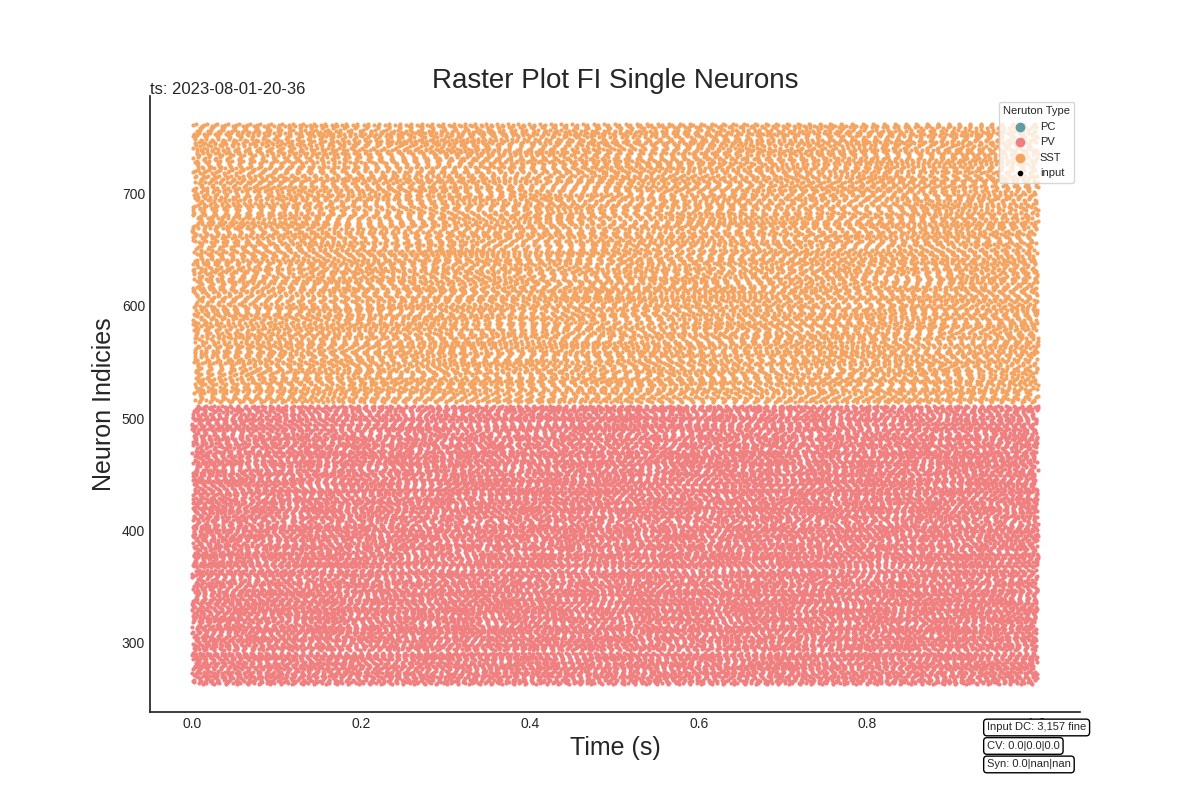 Raster Plot FI Single Neurons
ts: 2023-08-01-20-36
Neruton Type
PC
PV
SST
input
Neuron Indicies
700
600
500
400
300
0.0
0.2
0.4
0.6
0.8
Time (s)
Input DC: 3,157 fine
CV: 0.0|0.0|0.0
Syn: 0.0|nan|nan